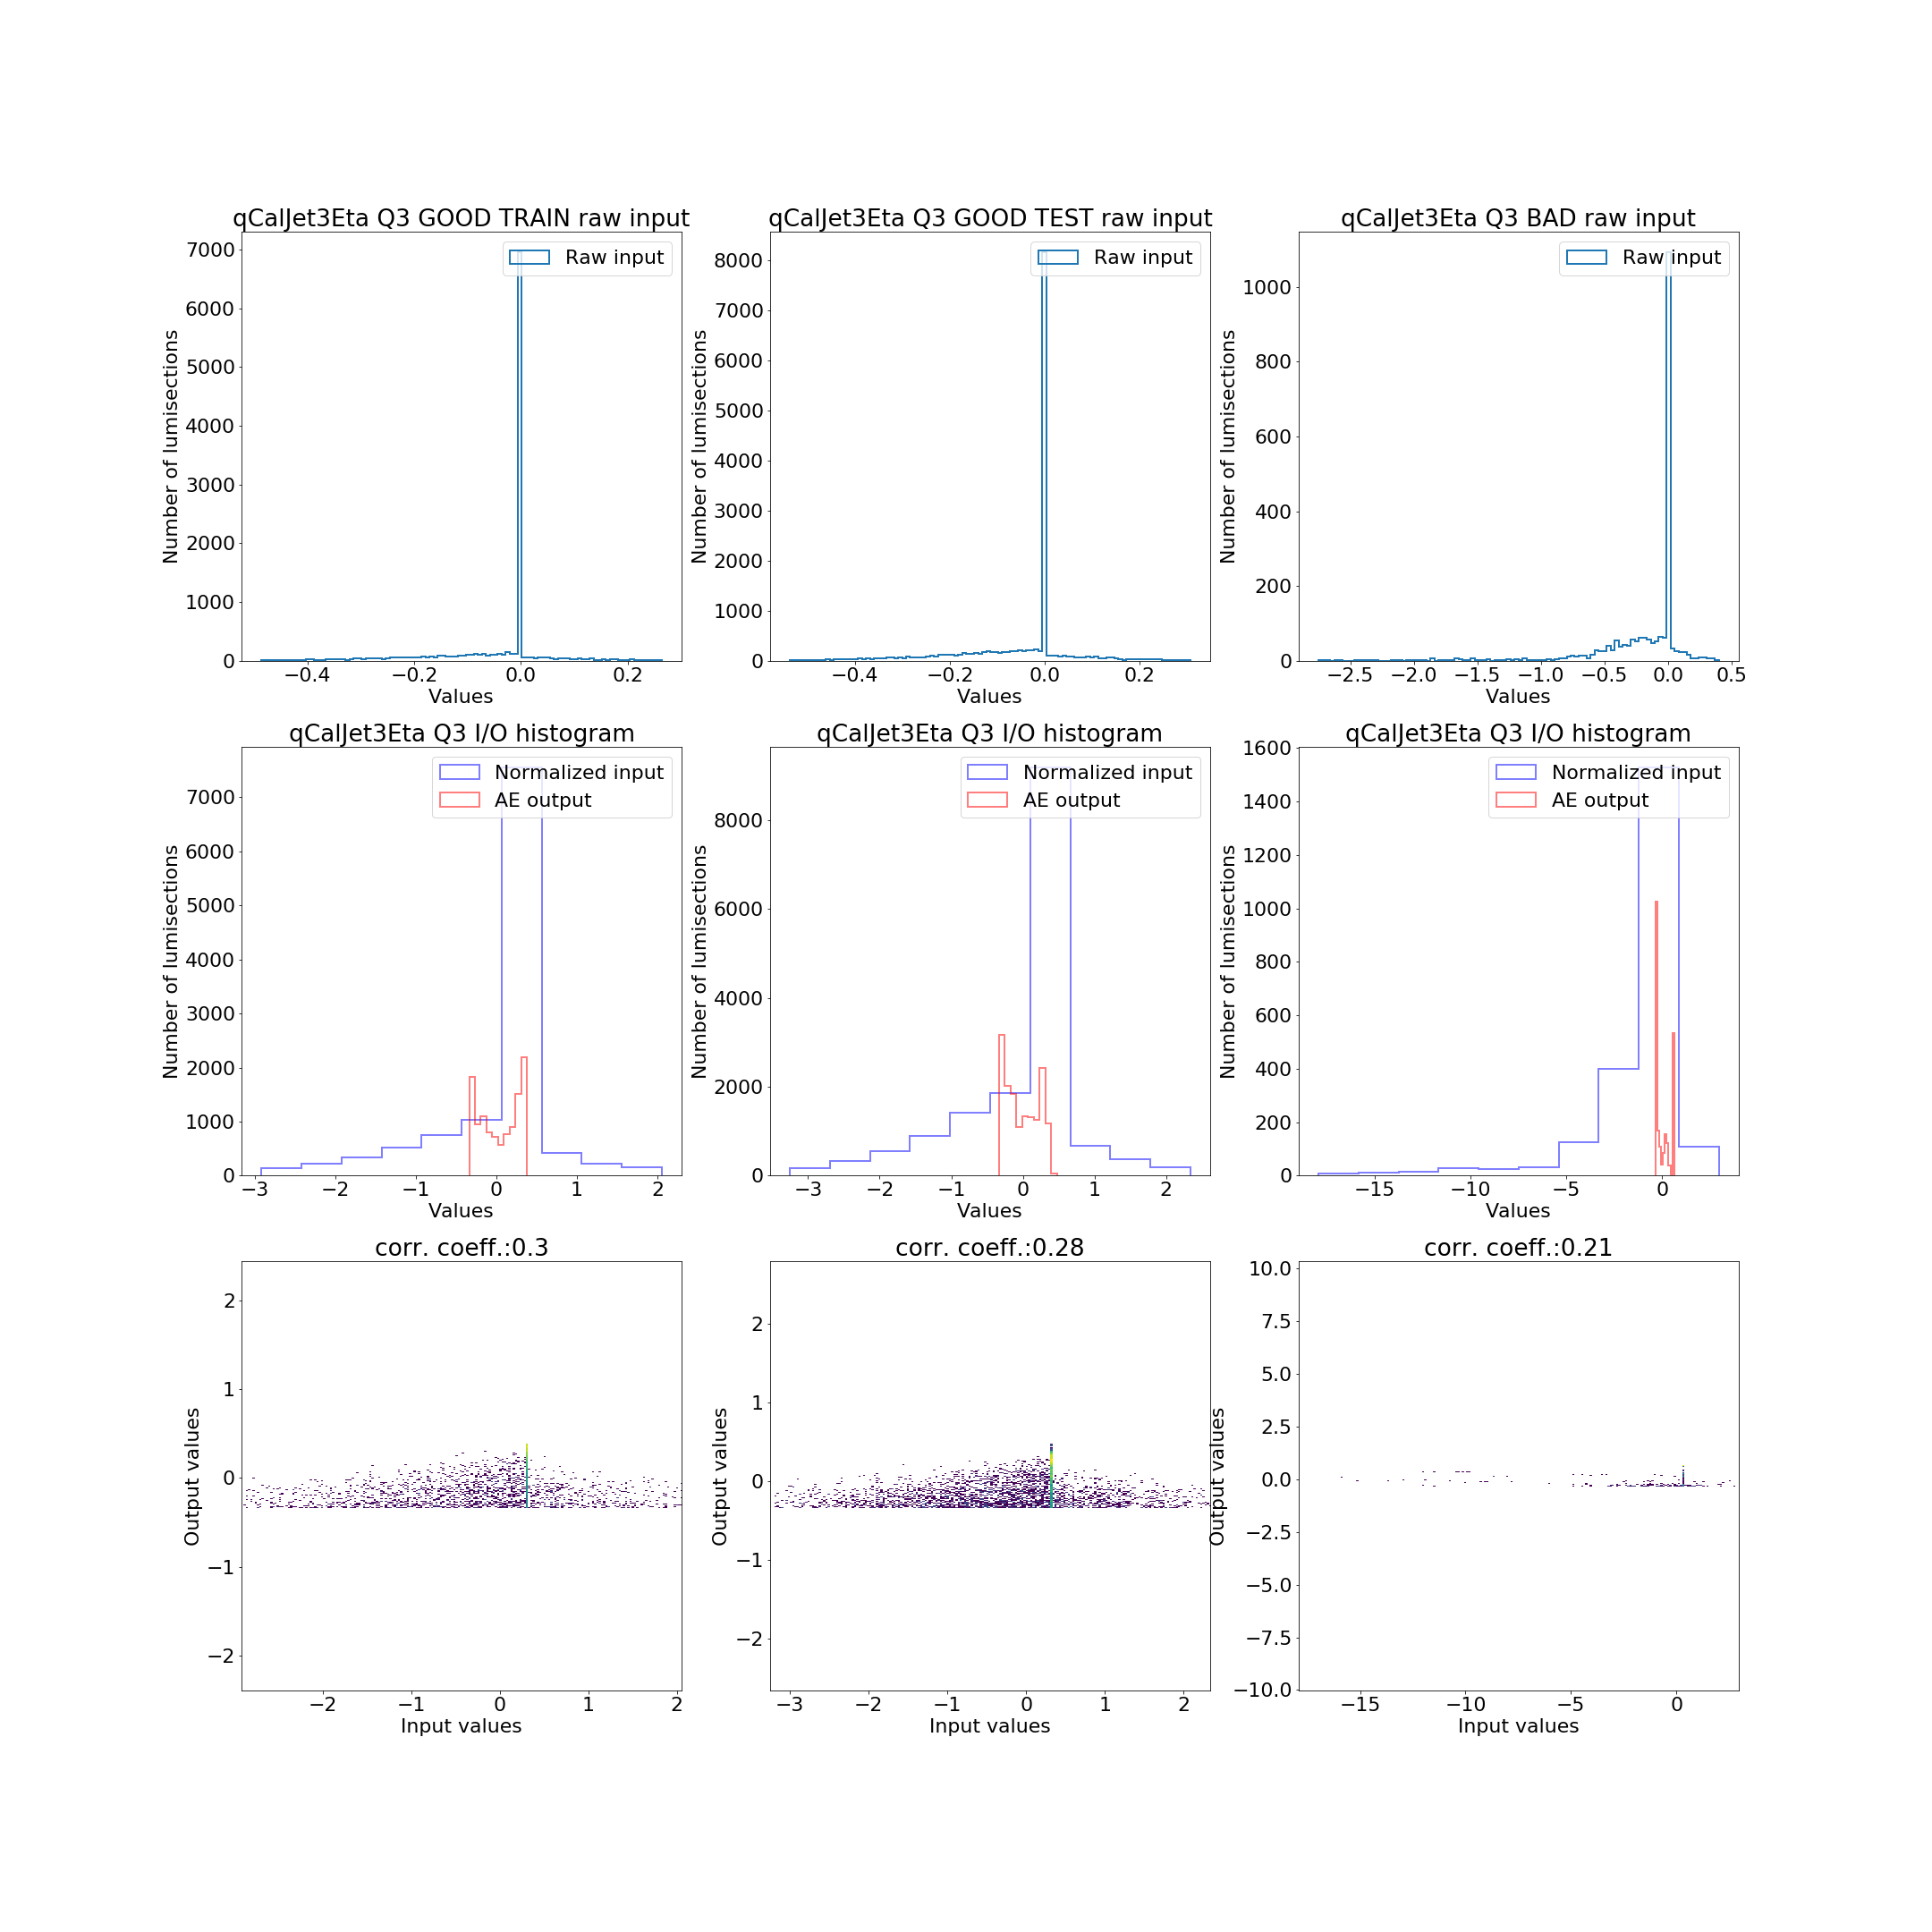 qCalJet3Eta Q3 GOOD TRAIN raw input
qCalJet3Eta Q3 GOOD TEST raw input
qCalJet3Eta Q3 BAD raw input
Raw input
Raw input
Raw input
7000
6000
5000
4000
3000
2000
1000
0
8000
7000
6000
5000
4000
3000
2000
1000
0
1000
800
600
400
200
0
Number of lumisections
Number of lumisections
Number of lumisections
−0.4 −0.2 0.0 0.2
−0.4 −0.2 0.0 0.2
−2.5 −2.0 −1.5 −1.0 −0.5 0.0 0.5
Values
Values
Values
qCalJet3Eta Q3 I/O histogram
qCalJet3Eta Q3 I/O histogram
qCalJet3Eta Q3 I/O histogram
Normalized input
AE output
Normalized input
AE output
Normalized input
AE output
7000
6000
5000
4000
3000
2000
1000
0
8000
6000
4000
2000
0
1600
1400
1200
1000
800
600
400
200
0
Number of lumisections
Number of lumisections
Number of lumisections
−3 −2 −1 0 1 2
−3 −2 −1 0 1 2
−15 −10 −5 0
Values
Values
Values
corr. coeff.:0.3
corr. coeff.:0.28
corr. coeff.:0.21
2
1
0
−1
−2
2
1
0
−1
−2
10.0
7.5
5.0
2.5
0.0
−2.5
−5.0
−7.5
−10.0
Output values
Output values
Output values
−2 −1 0 1 2
−3 −2 −1 0 1 2
−15 −10 −5 0
Input values
Input values
Input values